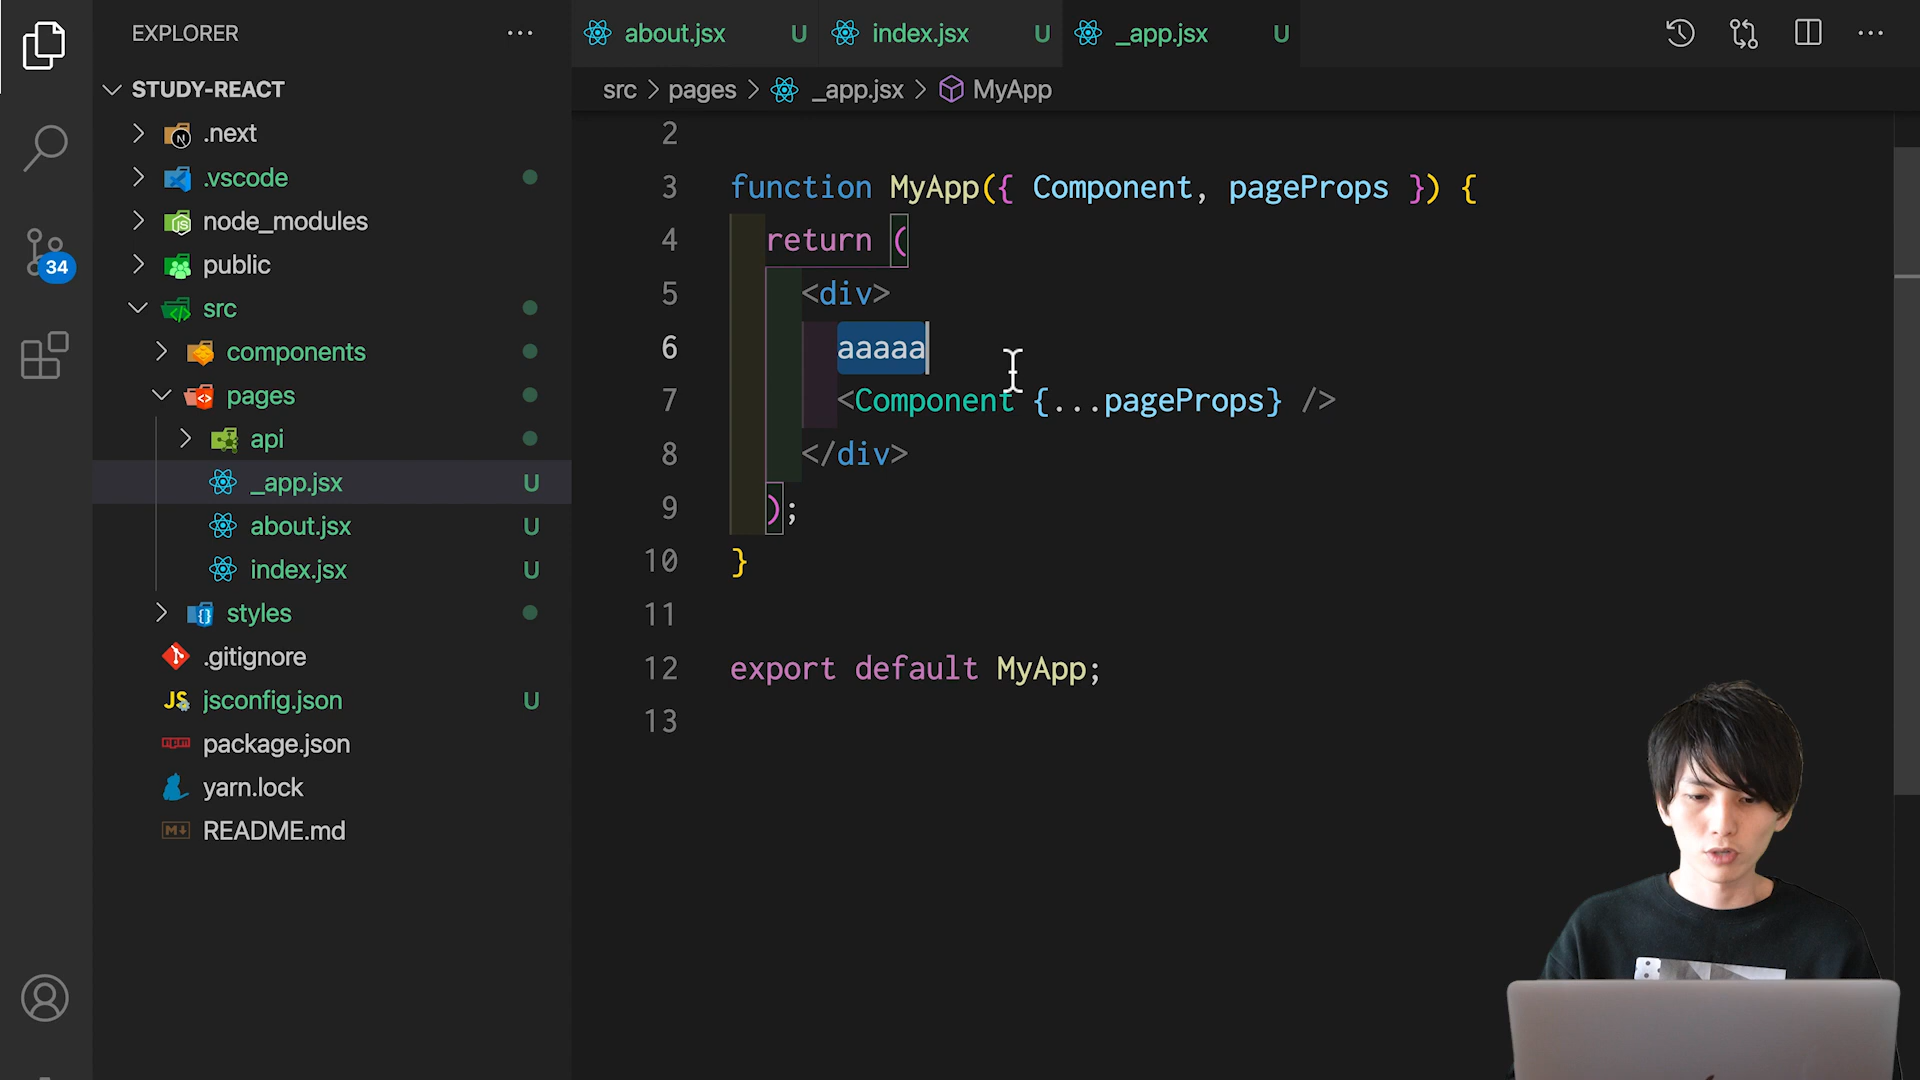 EXPLORER
STUDY-REACT
.next
.vscode
node_modules
public
src
components
pages
api
_app.jsx U
about.jsx U
index.jsx U
styles
.gitignore
jsconfig.json U
package.json
yarn.lock
README.md
34
about.jsx U
index.jsx U
_app.jsx U
src > pages > _app.jsx > MyApp
2
3 function MyApp({ Component, pageProps }) {
4 return (
5 <div>
6 aaaaa
7 <Component {...pageProps} />
8 </div>
9 );
10 }
11
12 export default MyApp;
13